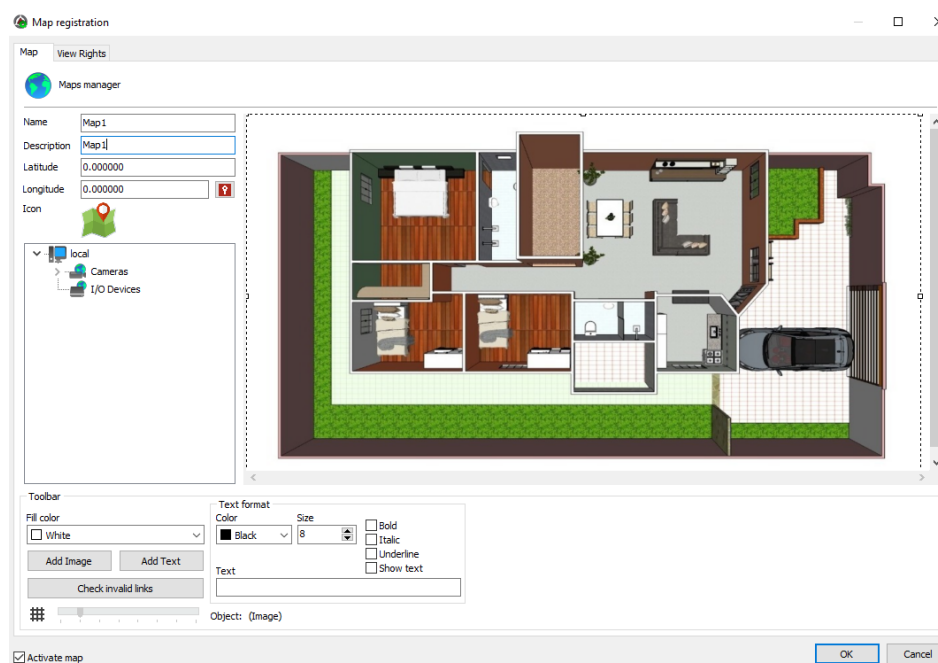 Map registration
Map View Rights
Maps manager
Name Map1
Description Map1
Latitude 0.000000
Longitude 0.000000
Icon
local
Cameras
I/O Devices
Toolbar
Fill color
White
Add Image Add Text
Check invalid links
Text format
Color Size
Black 8
Bold
Italic
Underline
Show text
Text
Object: (Image)
Activate map
OK Cancel